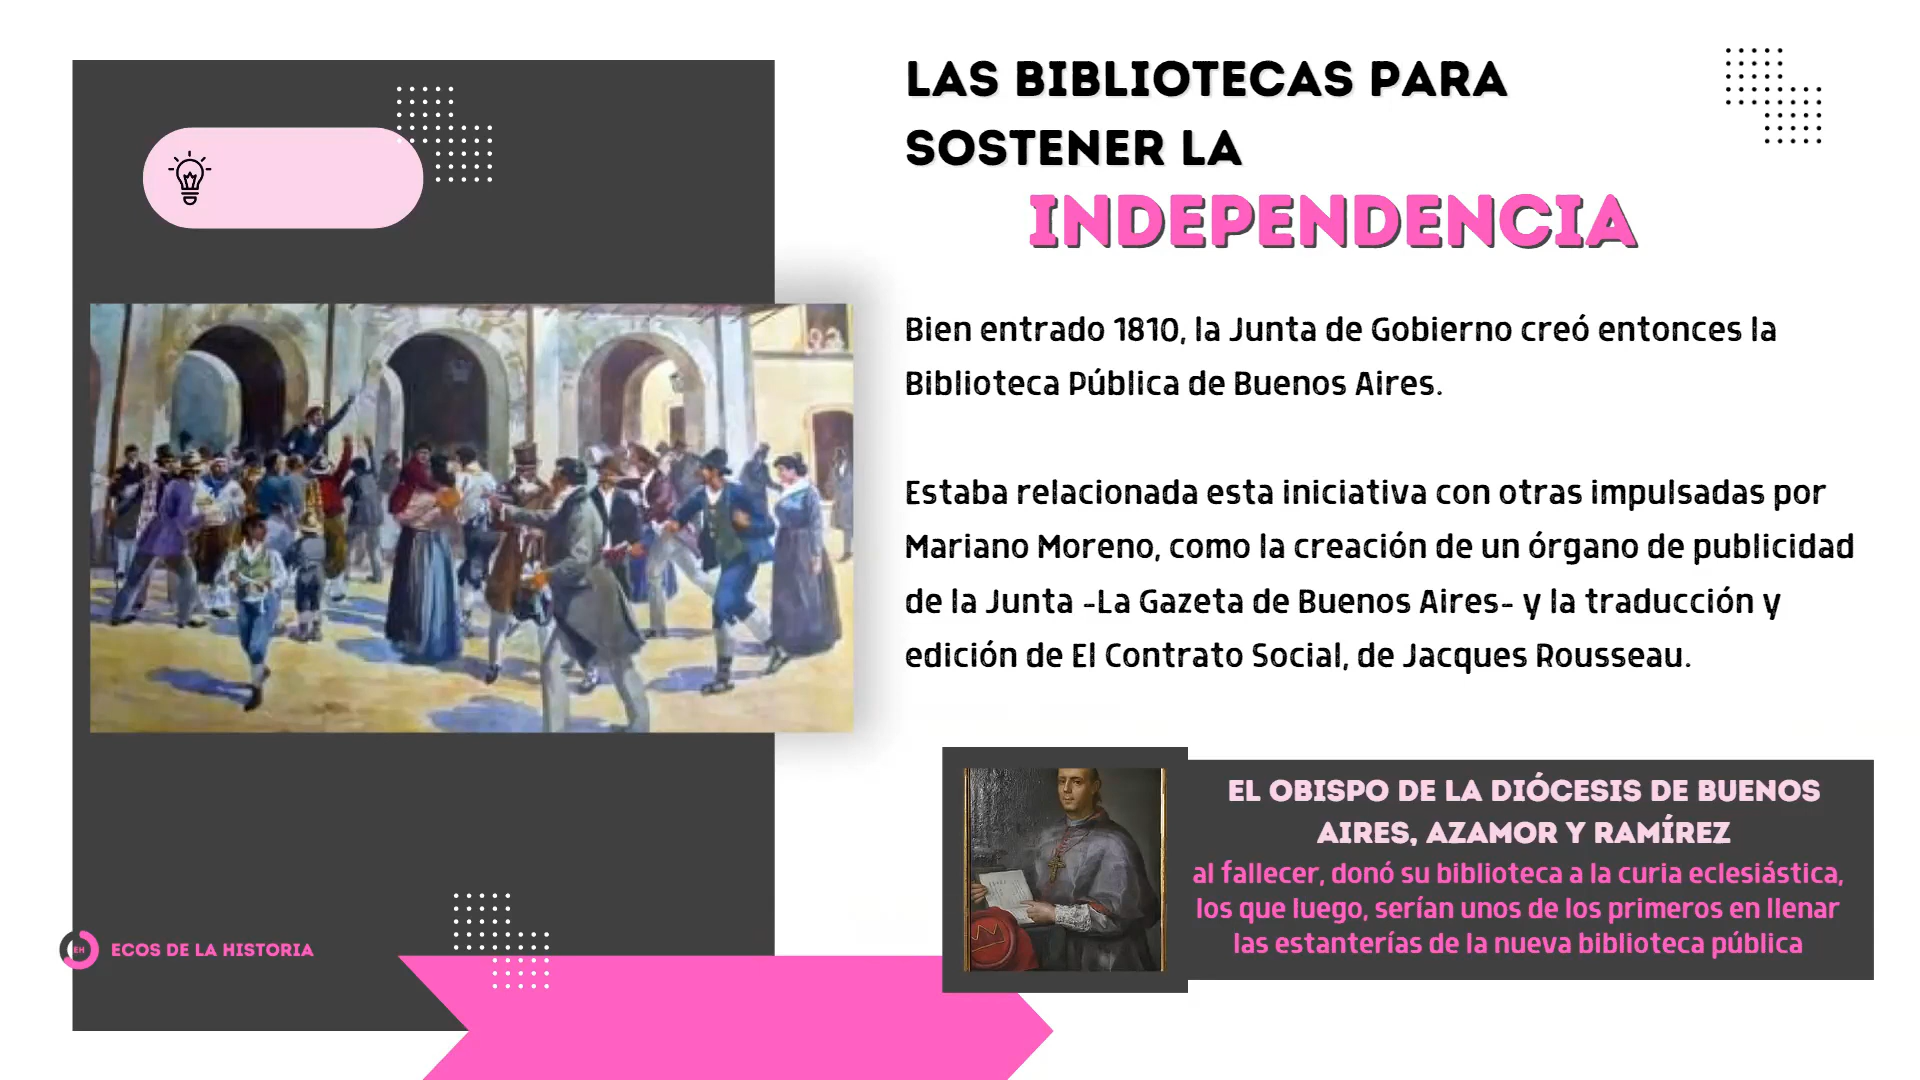 LAS BIBLIOTECAS PARA
SOSTENER LA
INDEPENDENCIA
Bien entrado 1810, la Junta de Gobierno creó entonces la
Biblioteca Pública de Buenos Aires.
Estaba relacionada esta iniciativa con otras impulsadas por
Mariano Moreno, como la creación de un órgano de publicidad
de la Junta -La Gazeta de Buenos Aires- y la traducción y
edición de El Contrato Social, de Jacques Rousseau.
EL OBISPO DE LA DIÓCESIS DE BUENOS
AIRES, AZAMOR Y RAMÍREZ
al fallecer, donó su biblioteca a la curia eclesiástica,
los que luego, serían unos de los primeros en llenar
las estanterías de la nueva biblioteca pública
EH
ECOS DE LA HISTORIA